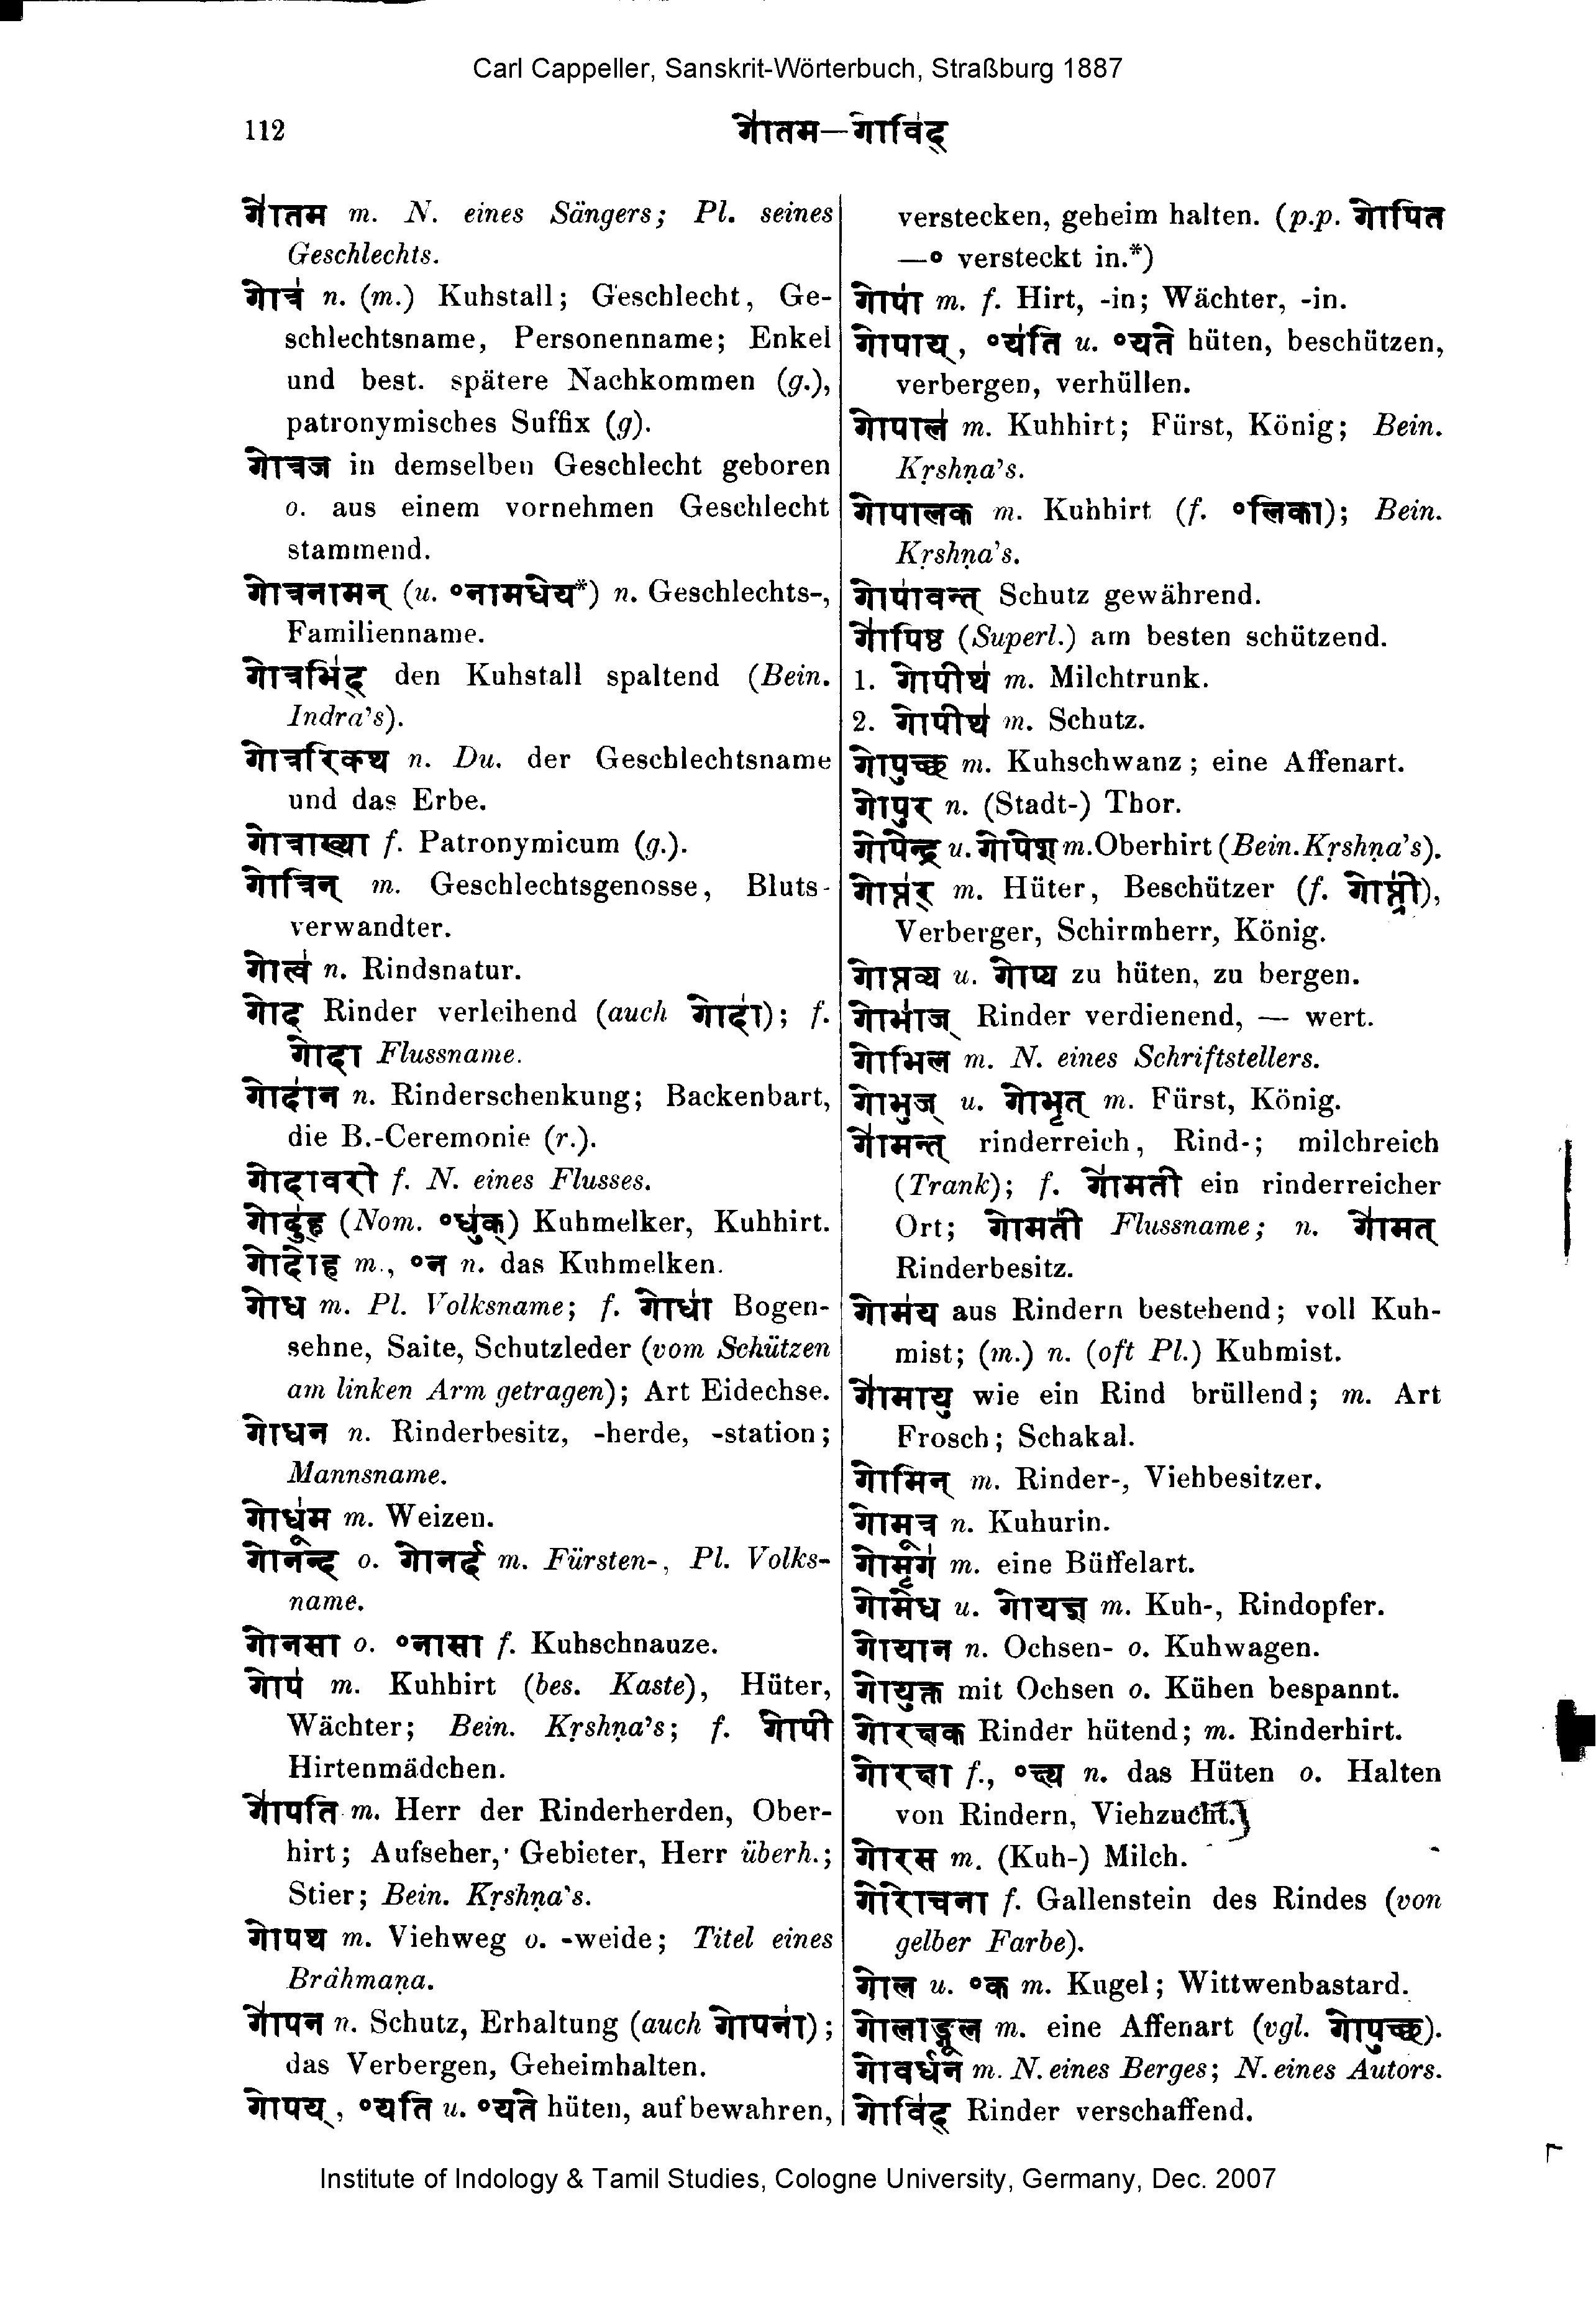 Carl Cappeller, Sanskrit-Wörterbuch, Straßburg 1887
112
गो॑तम—गोवि॑द्
गो॑तम m. N. eines Sängers; Pl. seines
Geschlechts.
गोत्र॑ n. (m.) Kuhstall; Geschlecht, Ge-
schlechtsname, Personenname; Enkel
und best. spätere Nachkommen (g.),
patronymisches Suffix (g).
गोत्रज in demselben Geschlecht geboren
o. aus einem vornehmen Geschlecht
stammend.
गोत्रनामन् (u. °नामधेय*) n. Geschlechts-,
Familienname.
गोत्रभि॑द् den Kuhstall spaltend (Bein.
Indra's).
गोत्ररिक्थ n. Du. der Geschlechtsname
und das Erbe.
गोत्राख्या f. Patronymicum (g.).
गोत्रिन् m. Geschlechtsgenosse, Bluts-
verwandter.
गोत्व॑ n. Rindsnatur.
गोद Rinder verleihend (auch गोदा॑); f.
गोदा Flussname.
गोदा॑न n. Rinderschenkung; Backenbart,
die B.-Ceremonie (r.).
गोदावरी f. N. eines Flusses.
गोदु॑ह् (Nom. °धु॑क्) Kuhmelker, Kuhhirt.
गोदोह m., °न n. das Kuhmelken.
गोध m. Pl. Volksname; f. गोधा॑ Bogen-
sehne, Saite, Schutzleder (vom Schützen
am linken Arm getragen); Art Eidechse.
गोधन n. Rinderbesitz, -herde, -station;
Mannsname.
गोधू॑म m. Weizen.
गोनन्द o. गोनर्द m. Fürsten-, Pl. Volks-
name.
गोनसा o. °नासा f. Kuhschnauze.
गोप॑ m. Kuhhirt (bes. Kaste), Hüter,
Wächter; Bein. Kṛshṇa's; f. गोपी
Hirtenmädchen.
गो॑पति m. Herr der Rinderherden, Ober-
hirt; Aufseher, Gebieter, Herr überh.;
Stier; Bein. Kṛshṇa's.
गोपथ m. Viehweg o. -weide; Titel eines
Brâhmaṇa.
गो॑पन n. Schutz, Erhaltung (auch गोपना॑);
das Verbergen, Geheimhalten.
गोपय्, °यति u. °यते hüten, aufbewahren,
verstecken, geheim halten. (p.p. गोपित
—° versteckt in.*)
गोपा॑ m. f. Hirt, -in; Wächter, -in.
गोपाय्, °य॑ति u. °यते hüten, beschützen,
verbergen, verhüllen.
गोपाल॑ m. Kuhhirt; Fürst, König; Bein.
Kṛshṇa's.
गोपालक m. Kuhhirt (f. °लिका); Bein.
Kṛshṇa's.
गोपा॑वन्त् Schutz gewährend.
गो॑पिष्ठ (Superl.) am besten schützend.
1. गोपीथ॑ m. Milchtrunk.
2. गोपीथ॑ m. Schutz.
गोपुच्छ m. Kuhschwanz; eine Affenart.
गोपुर n. (Stadt-) Thor.
गोपेन्द्र u. गोपेश m. Oberhirt (Bein. Kṛshṇa's).
गोप्त॑र् m. Hüter, Beschützer (f. गोप्त्री॑),
Verberger, Schirmherr, König.
गोप्तव्य u. गोप्य zu hüten, zu bergen.
गोभा॑ज् Rinder verdienend, — wert.
गोभिल m. N. eines Schriftstellers.
गोभुज् u. गोभृत् m. Fürst, König.
गो॑मन्त् rinderreich, Rind-; milchreich
(Trank); f. गो॑मती ein rinderreicher
Ort; गोमती॑ Flussname; n. गो॑मत्
Rinderbesitz.
गोम॑य aus Rindern bestehend; voll Kuh-
mist; (m.) n. (oft Pl.) Kuhmist.
गो॑मायु wie ein Rind brüllend; m. Art
Frosch; Schakal.
गोमिन् m. Rinder-, Viehbesitzer.
गोमूत्र n. Kuhurin.
गोमृग॑ m. eine Büffelart.
गोमेध u. गोयज्ञ m. Kuh-, Rindopfer.
गोयान n. Ochsen- o. Kuhwagen.
गोयुक्त mit Ochsen o. Kühen bespannt.
गोरक्षक Rinder hütend; m. Rinderhirt.
गोरक्षा f., °क्ष्य n. das Hüten o. Halten
von Rindern, Viehzucht.
गोरस m. (Kuh-) Milch.
गोरोचना f. Gallenstein des Rindes (von
gelber Farbe).
गोल u. °क m. Kugel; Wittwenbastard.
गोलाङ्गूल m. eine Affenart (vgl. गोपुच्छ).
गोवर्धन m. N. eines Berges; N. eines Autors.
गोवि॑द् Rinder verschaffend.
Institute of Indology & Tamil Studies, Cologne University, Germany, Dec. 2007